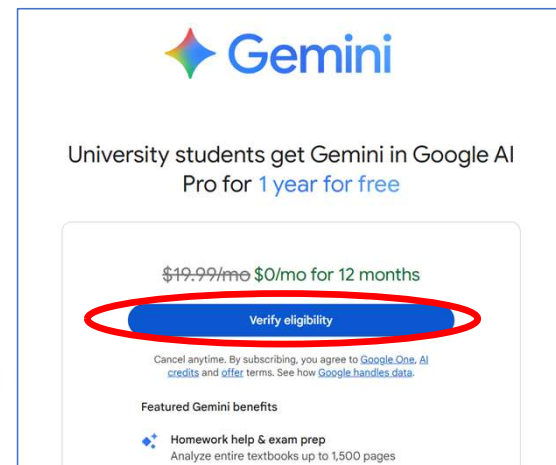 Gemini
University students get Gemini in Google AI
Pro for 1 year for free
$19.99/mo $0/mo for 12 months
Verify eligibility
Cancel anytime. By subscribing, you agree to Google One, AI
credits and offer terms. See how Google handles data.
Featured Gemini benefits
Homework help & exam prep
Analyze entire textbooks up to 1,500 pages